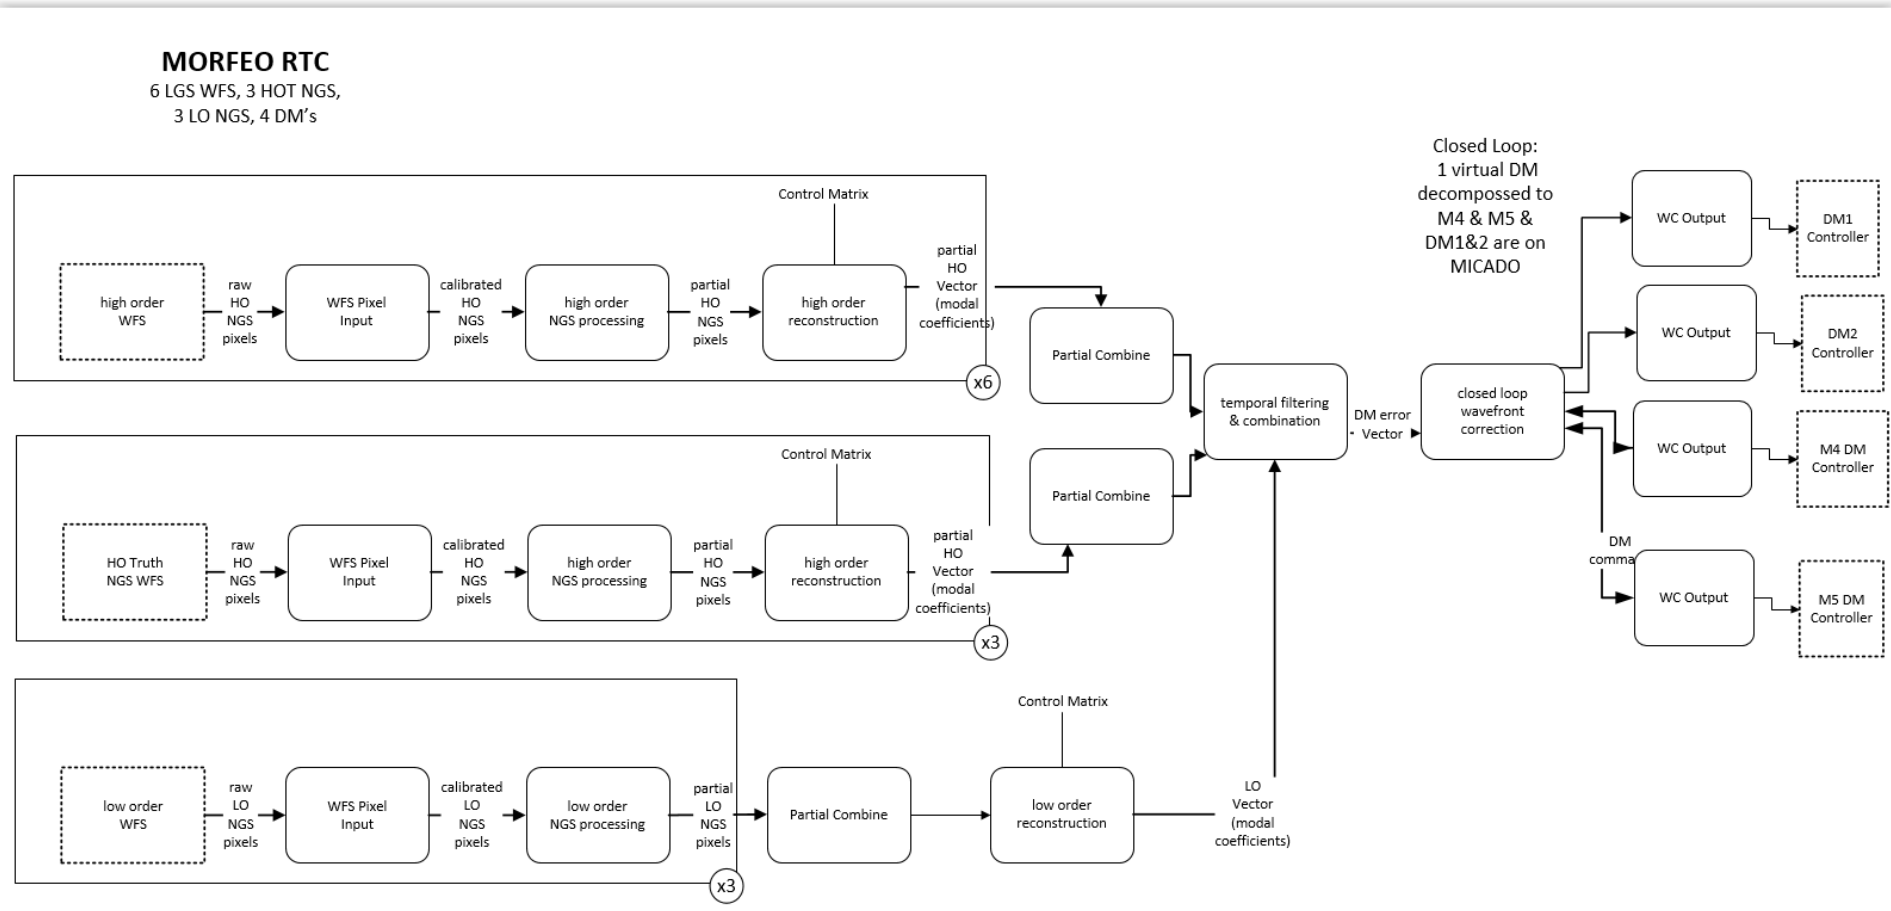 MORFEO RTC
6 LGS WFS, 3 HOT NGS,
3 LO NGS, 4 DM's
Closed Loop:
1 virtual DM
decompossed to
M4 & M5 &
DM1&2 are on
MICADO
Control Matrix
high order
WFS
raw
HO
NGS
pixels
WFS Pixel
Input
calibrated
HO
NGS
pixels
high order
NGS processing
partial
HO
NGS
pixels
high order
reconstruction
partial
HO
Vector
(modal
coefficients)
x6
Control Matrix
HO Truth
NGS WFS
raw
HO
NGS
pixels
WFS Pixel
Input
calibrated
HO
NGS
pixels
high order
NGS processing
partial
HO
NGS
pixels
high order
reconstruction
partial
HO
Vector
(modal
coefficients)
x3
low order
WFS
raw
LO
NGS
pixels
WFS Pixel
Input
calibrated
LO
NGS
pixels
low order
NGS processing
partial
LO
NGS
pixels
x3
Partial Combine
Control Matrix
low order
reconstruction
LO
Vector
(modal
coefficients)
Partial Combine
Partial Combine
temporal filtering
& combination
DM error
Vector
closed loop
wavefront
correction
WC Output
DM1
Controller
WC Output
DM2
Controller
WC Output
M4 DM
Controller
DM
comma
WC Output
M5 DM
Controller